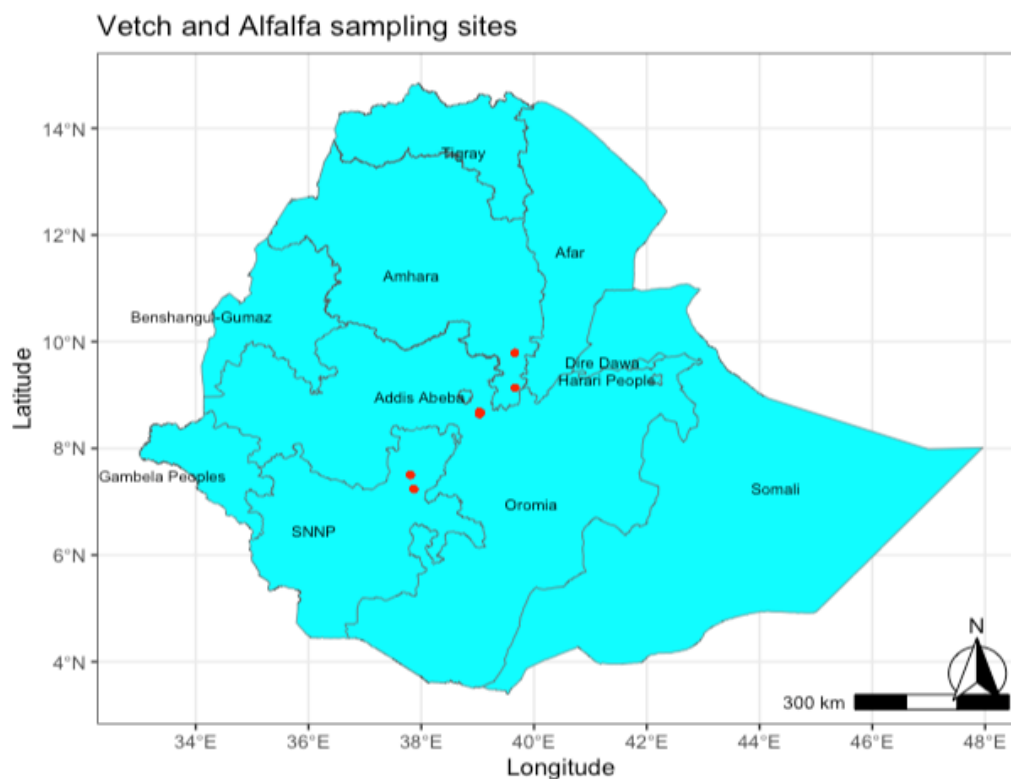 Vetch and Alfalfa sampling sites
14°N
Tigray
12°N
Afar
Amhara
Benshangul-Gumaz
10°N
Dire Dawa
Harari People
Addis Abeba
8°N
Gambela Peoples
Somali
Oromia
SNNP
6°N
4°N
N
300 km
34°E 36°E 38°E 40°E 42°E 44°E 46°E 48°E
Longitude
Latitude